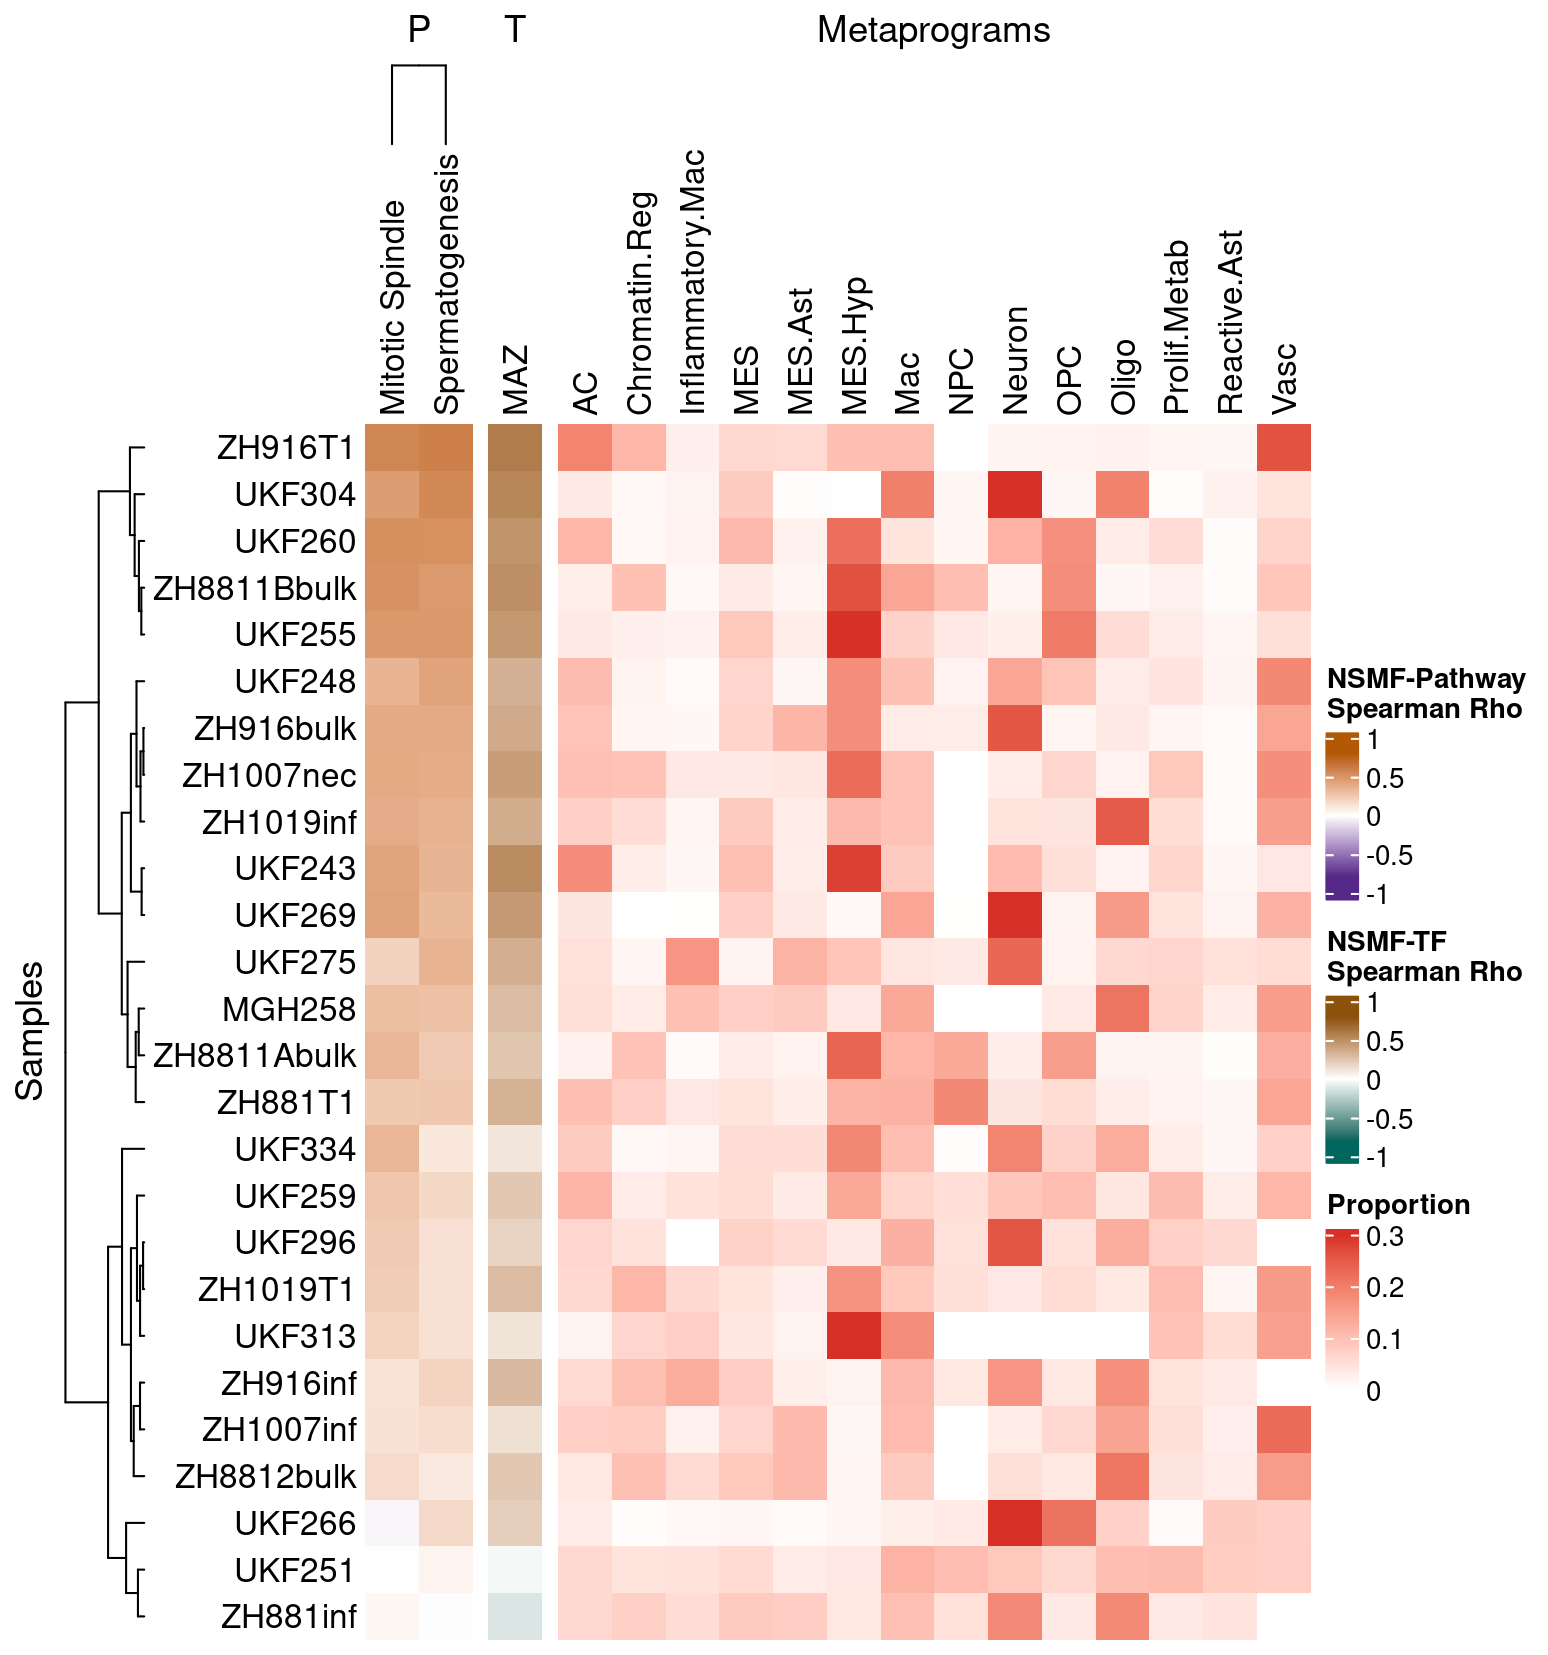 P T Metaprograms
Mitotic Spindle
Spermatogenesis
MAZ
AC
Chromatin.Reg
Inflammatory.Mac
MES
MES.Ast
MES.Hyp
Mac
NPC
Neuron
OPC
Oligo
Prolif.Metab
Reactive.Ast
Vasc
Samples
ZH916T1
UKF304
UKF260
ZH8811Bbulk
UKF255
UKF248
ZH916bulk
ZH1007nec
ZH1019inf
UKF243
UKF269
UKF275
MGH258
ZH8811Abulk
ZH881T1
UKF334
UKF259
UKF296
ZH1019T1
UKF313
ZH916inf
ZH1007inf
ZH8812bulk
UKF266
UKF251
ZH881inf
NSMF-Pathway
Spearman Rho
1
0.5
0
-0.5
-1
NSMF-TF
Spearman Rho
1
0.5
0
-0.5
-1
Proportion
0.3
0.2
0.1
0